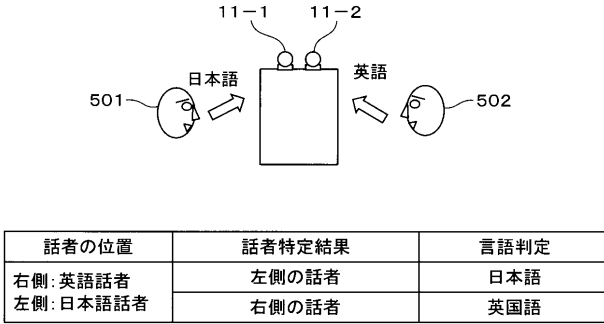 11-1 11-2
日本語 英語
501 502
話者の位置 話者特定結果 言語判定
右側:英語話者 左側の話者 日本語
左側:日本語話者 右側の話者 英国語